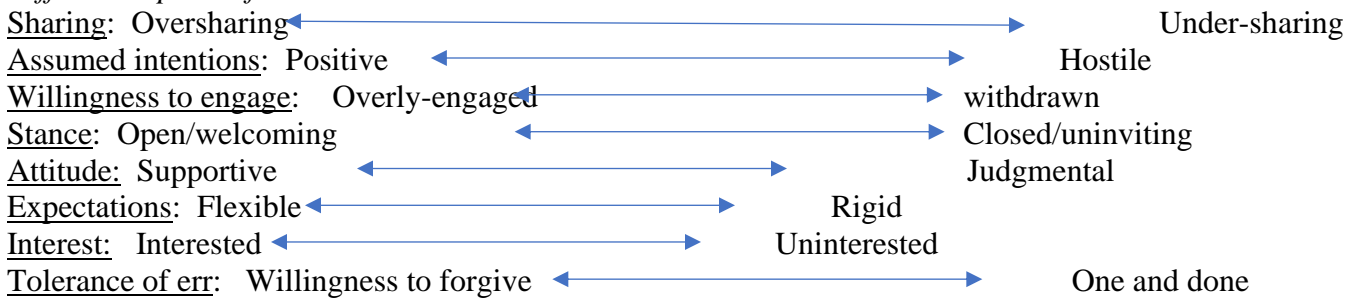 Sharing: Oversharing Under-sharing
Assumed intentions: Positive Hostile
Willingness to engage: Overly-engaged withdrawn
Stance: Open/welcoming Closed/uninviting
Attitude: Supportive Judgmental
Expectations: Flexible Rigid
Interest: Interested Uninterested
Tolerance of err: Willingness to forgive One and done